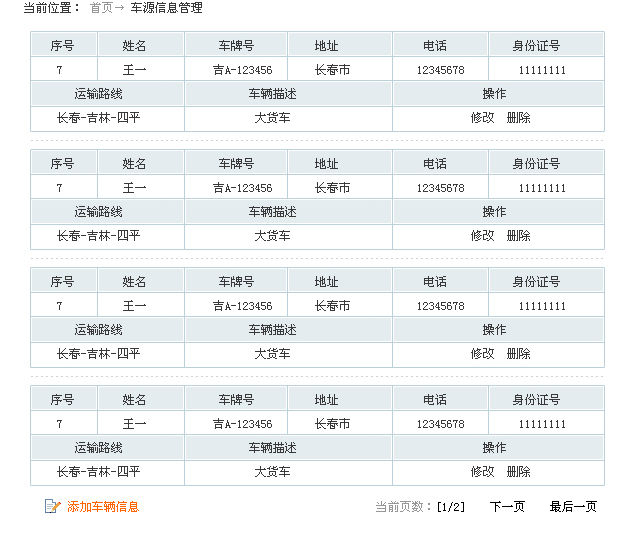 当前位置： 首页→ 车源信息管理
序号 姓名 车牌号 地址 电话 身份证号
7 王一 吉A-123456 长春市 12345678 11111111
运输路线 车辆描述 操作
长春-吉林-四平 大货车 修改 删除
序号 姓名 车牌号 地址 电话 身份证号
7 王一 吉A-123456 长春市 12345678 11111111
运输路线 车辆描述 操作
长春-吉林-四平 大货车 修改 删除
序号 姓名 车牌号 地址 电话 身份证号
7 王一 吉A-123456 长春市 12345678 11111111
运输路线 车辆描述 操作
长春-吉林-四平 大货车 修改 删除
序号 姓名 车牌号 地址 电话 身份证号
7 王一 吉A-123456 长春市 12345678 11111111
运输路线 车辆描述 操作
长春-吉林-四平 大货车 修改 删除
添加车辆信息 当前页数：[1/2] 下一页 最后一页